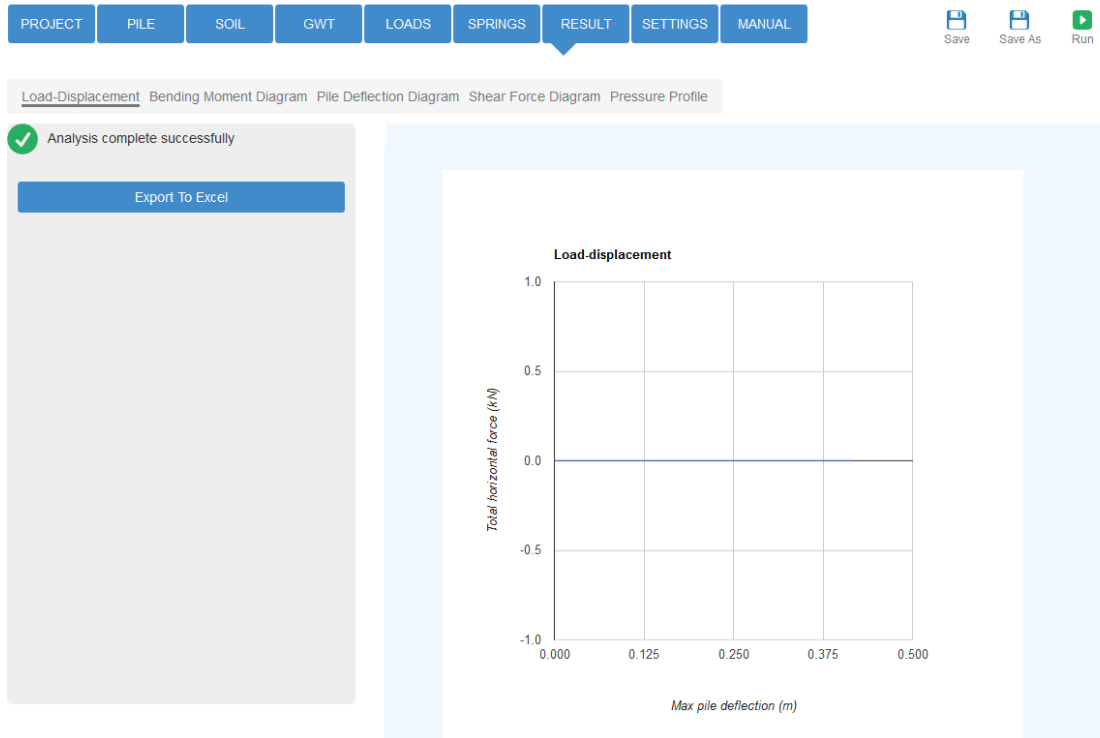 PROJECT PILE SOIL GWT LOADS SPRINGS RESULT SETTINGS MANUAL
Save Save As Run
Load-Displacement Bending Moment Diagram Pile Deflection Diagram Shear Force Diagram Pressure Profile
Analysis complete successfully
Export To Excel
Load-displacement
1.0
0.5
0.0
-0.5
-1.0
Total horizontal force (kN)
0.000 0.125 0.250 0.375 0.500
Max pile deflection (m)